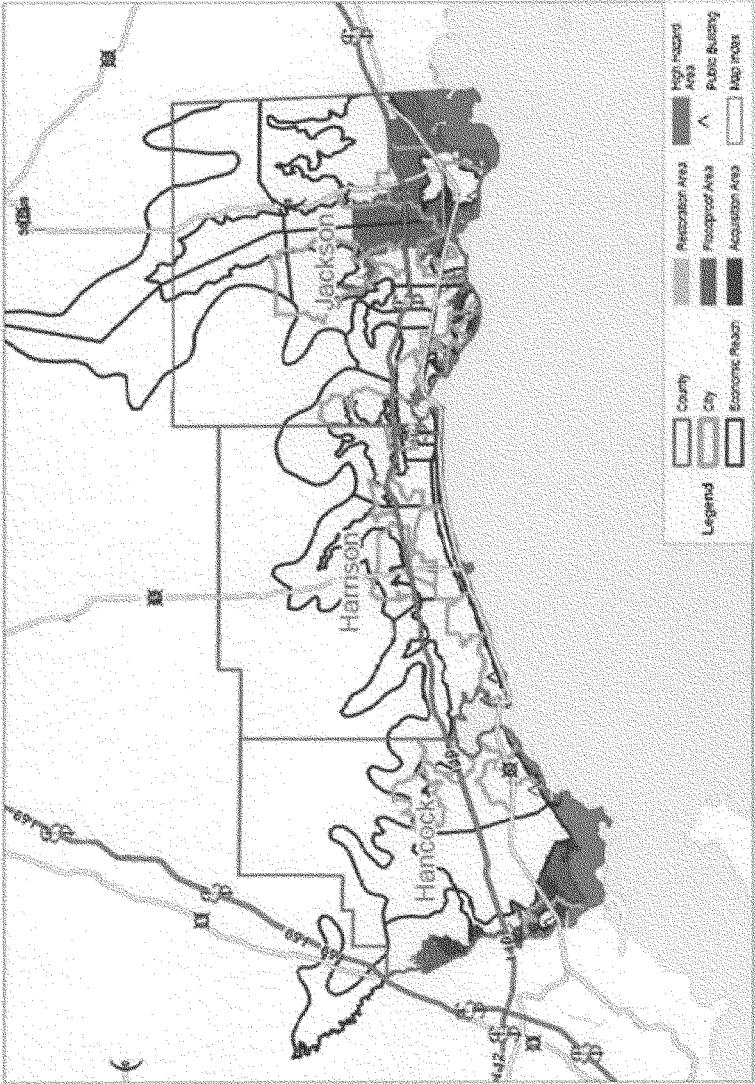 Hancock
Harrison
Jackson
Legend
County
City
Economic Reach
Restoration Area
Floodproof Area
Acquisition Area
High Hazard
Area
Public Building
Map Index